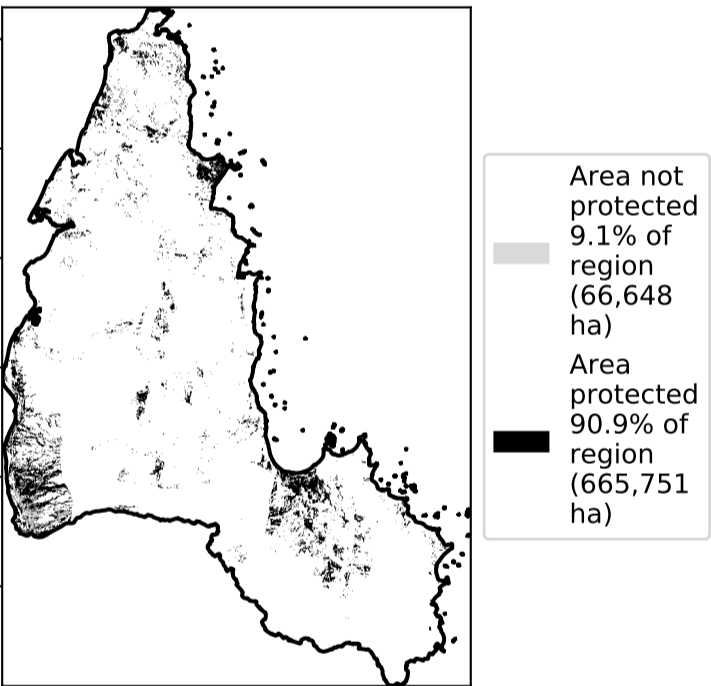 Area not
protected
9.1% of
region
(66,648
ha)
Area
protected
90.9% of
region
(665,751
ha)